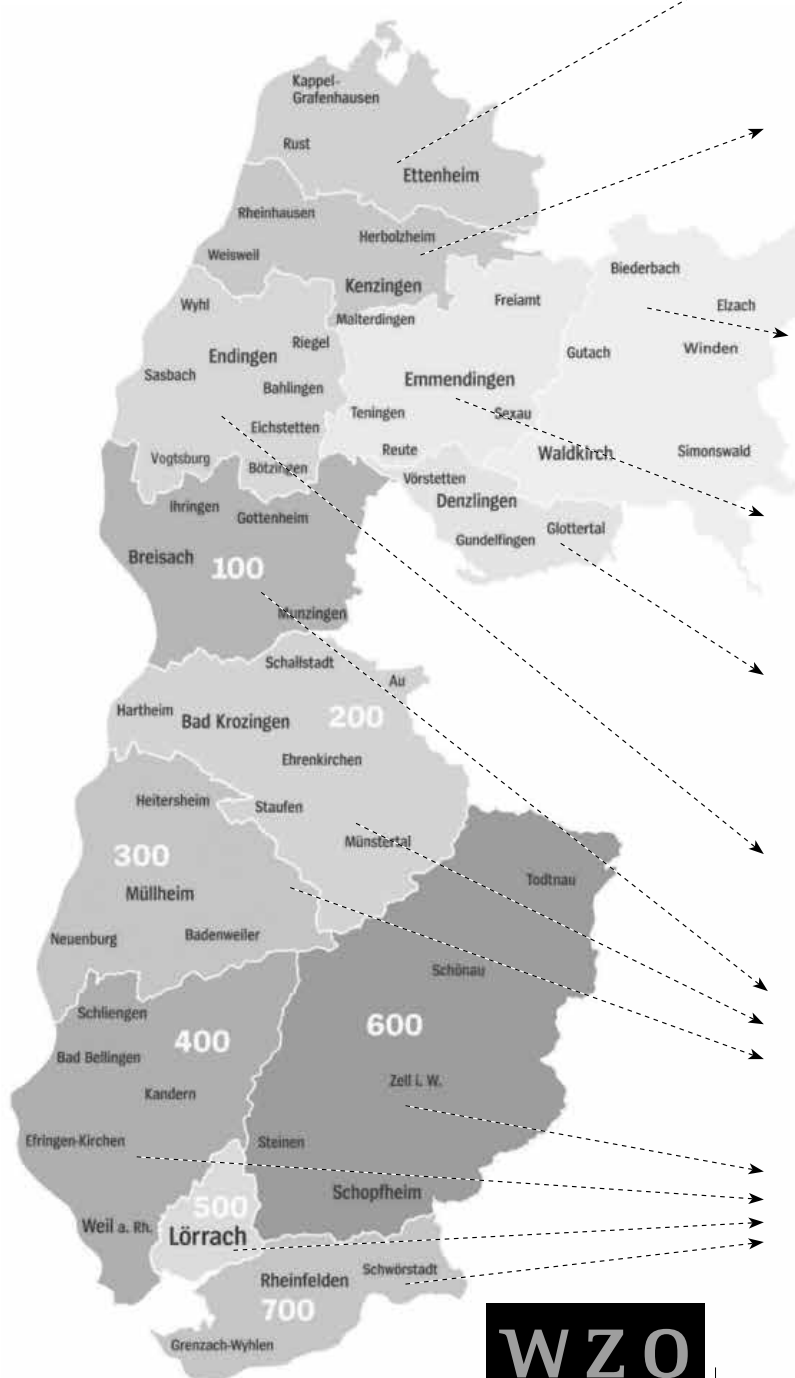 Kappel-
Grafenhausen
Rust
Ettenheim
Rheinhausen
Herbolzheim
Weisweil
Kenzingen
Biederbach
Wyhl
Freiamt
Elzach
Malterdingen
Riegel
Endingen
Gutach
Winden
Sasbach
Emmendingen
Bahlingen
Teningen
Sexau
Eichstetten
Reute
Waldkirch
Simonswald
Vogtsburg
Bötzingen
Vörstetten
Denzlingen
Ihringen
Gottenheim
Glottertal
Gundelfingen
Breisach
100
Munzingen
Schallstadt
Au
Hartheim
Bad Krozingen
200
Ehrenkirchen
Heitersheim
Staufen
Münstertal
300
Müllheim
Todtnau
Neuenburg
Badenweiler
Schönau
Schliengen
400
600
Bad Bellingen
Kandern
Zell i. W.
Efringen-Kirchen
Steinen
Schopfheim
500
Weil a. Rh.
Lörrach
Schwörstadt
Rheinfelden
700
Grenzach-Wyhlen
WZO